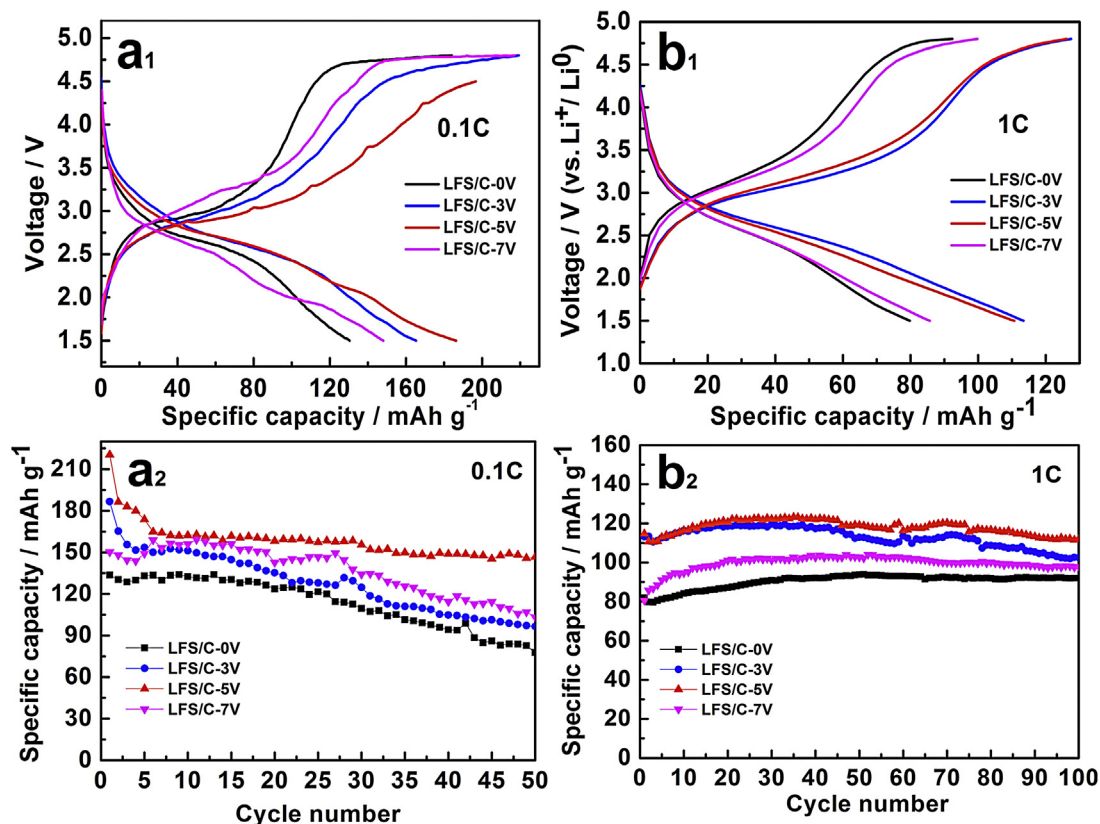 a1
0.1C
5.0
4.5
4.0
3.5
3.0
2.5
2.0
1.5
Voltage / V
LFS/C-0V
LFS/C-3V
LFS/C-5V
LFS/C-7V
0 40 80 120 160 200
Specific capacity / mAh g-1
b1
1C
5.0
4.5
4.0
3.5
3.0
2.5
2.0
1.5
1.0
Voltage / V (vs. Li+/ Li0)
LFS/C-0V
LFS/C-3V
LFS/C-5V
LFS/C-7V
0 20 40 60 80 100 120
Specific capacity / mAh g-1
a2
0.1C
210
180
150
120
90
60
30
0
Specific capacity / mAh g-1
LFS/C-0V
LFS/C-3V
LFS/C-5V
LFS/C-7V
0 5 10 15 20 25 30 35 40 45 50
Cycle number
b2
1C
160
140
120
100
80
60
40
20
0
Specific capacity / mAh g-1
LFS/C-0V
LFS/C-3V
LFS/C-5V
LFS/C-7V
0 10 20 30 40 50 60 70 80 90 100
Cycle number